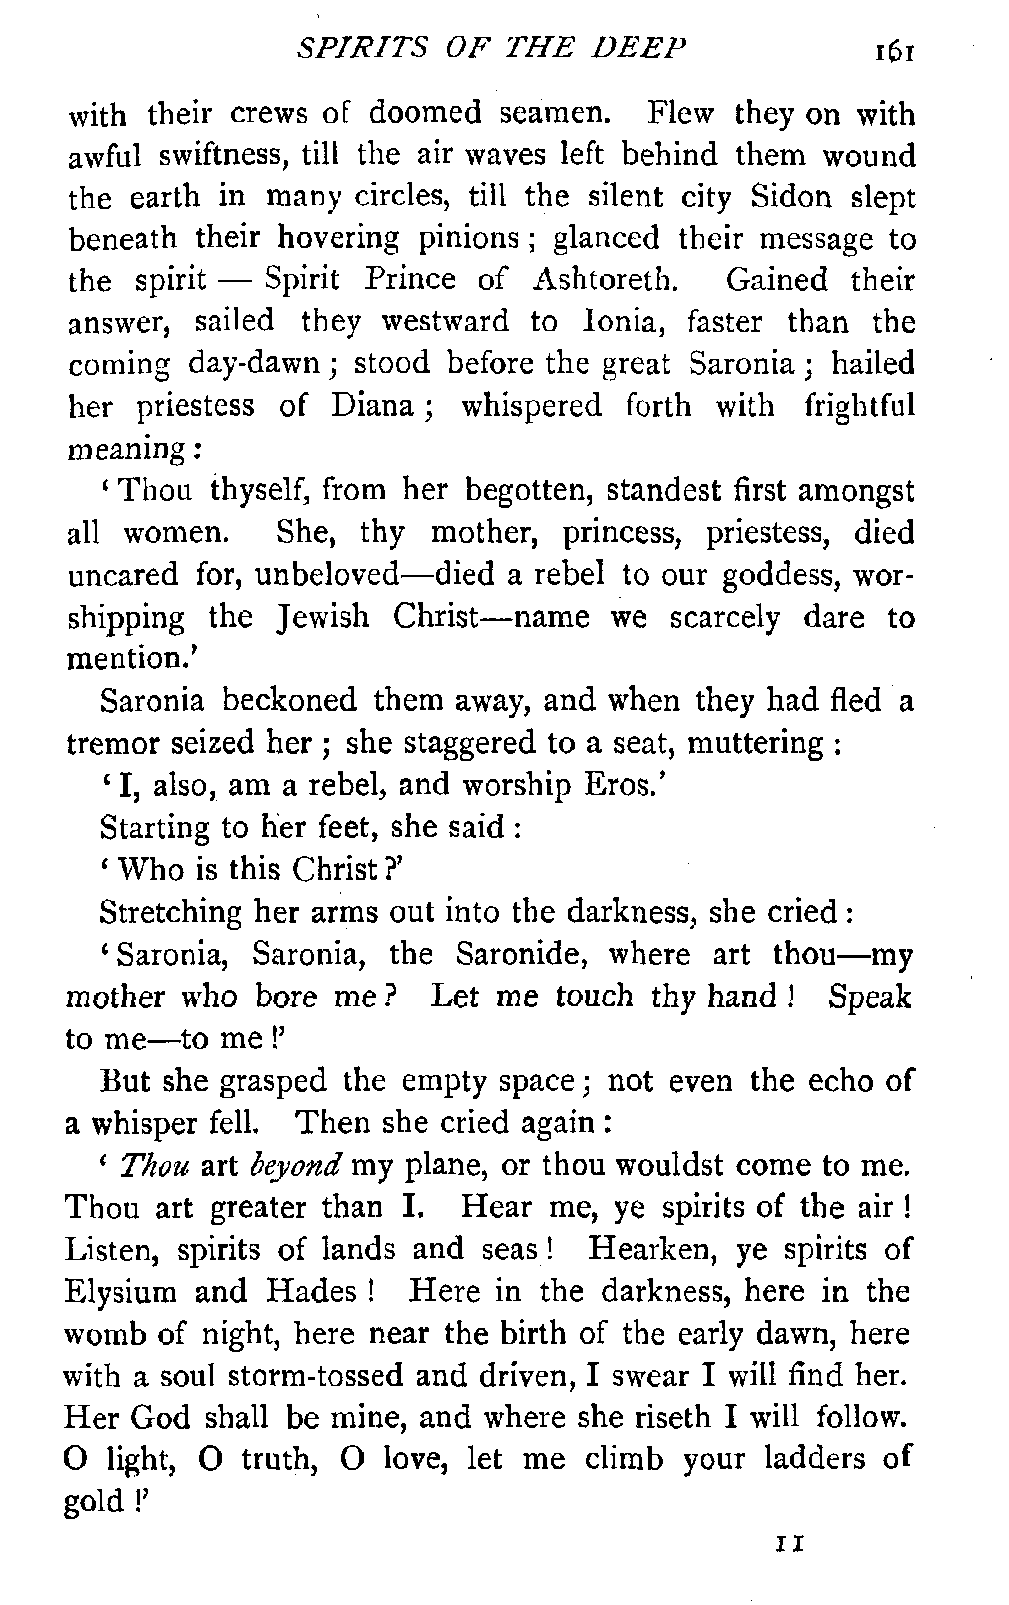 SPIRITS OF THE DEEP 161
with their crews of doomed seamen. Flew they on with
awful swiftness, till the air waves left behind them wound
the earth in many circles, till the silent city Sidon slept
beneath their hovering pinions ; glanced their message to
the spirit — Spirit Prince of Ashtoreth. Gained their
answer, sailed they westward to Ionia, faster than the
coming day-dawn ; stood before the great Saronia ; hailed
her priestess of Diana ; whispered forth with frightful
meaning :
‘ Thou thyself, from her begotten, standest first amongst
all women. She, thy mother, princess, priestess, died
uncared for, unbeloved—died a rebel to our goddess, wor-
shipping the Jewish Christ—name we scarcely dare to
mention.’
Saronia beckoned them away, and when they had fled a
tremor seized her ; she staggered to a seat, muttering :
‘ I, also, am a rebel, and worship Eros.’
Starting to her feet, she said :
‘ Who is this Christ ?’
Stretching her arms out into the darkness, she cried :
‘ Saronia, Saronia, the Saronide, where art thou—my
mother who bore me ? Let me touch thy hand ! Speak
to me—to me !’
But she grasped the empty space ; not even the echo of
a whisper fell. Then she cried again :
‘ Thou art beyond my plane, or thou wouldst come to me.
Thou art greater than I. Hear me, ye spirits of the air !
Listen, spirits of lands and seas ! Hearken, ye spirits of
Elysium and Hades ! Here in the darkness, here in the
womb of night, here near the birth of the early dawn, here
with a soul storm-tossed and driven, I swear I will find her.
Her God shall be mine, and where she riseth I will follow.
O light, O truth, O love, let me climb your ladders of
gold !’
11